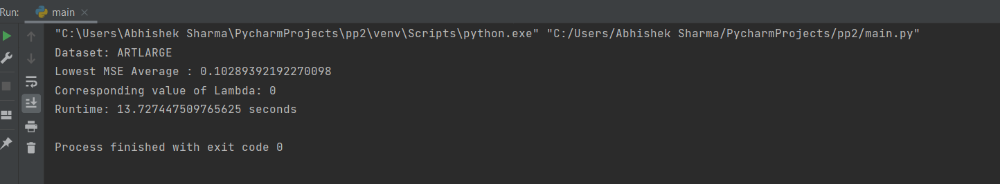 Run: main
"C:\Users\Abhishek Sharma\PycharmProjects\pp2\venv\Scripts\python.exe" "C:/Users/Abhishek Sharma/PycharmProjects/pp2/main.py"
Dataset: ARTLARGE
Lowest MSE Average : 0.10289392192270098
Corresponding value of Lambda: 0
Runtime: 13.727447509765625 seconds
Process finished with exit code 0